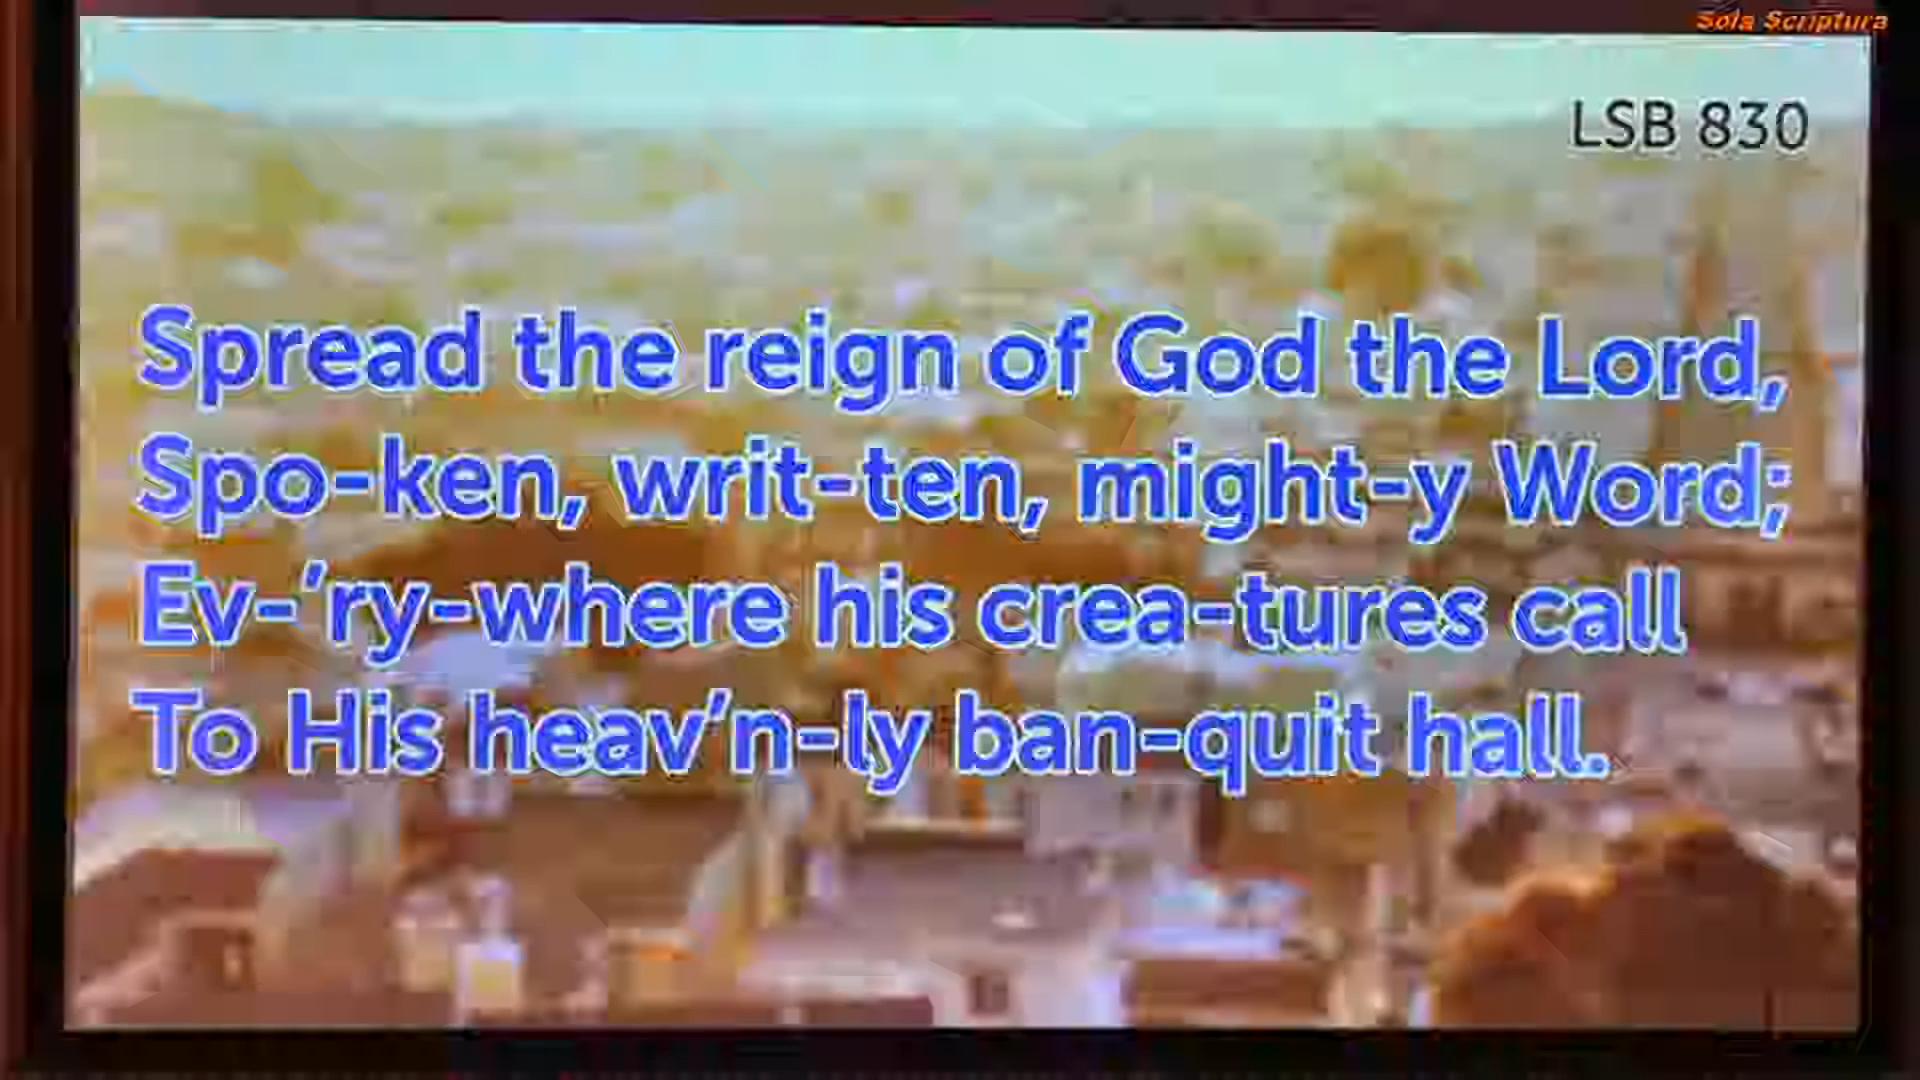 Sola Scriptura
LSB 830
Spread the reign of God the Lord,
Spo-ken, writ-ten, might-y Word;
Ev-'ry-where his crea-tures call
To His heav'n-ly ban-quit hall.